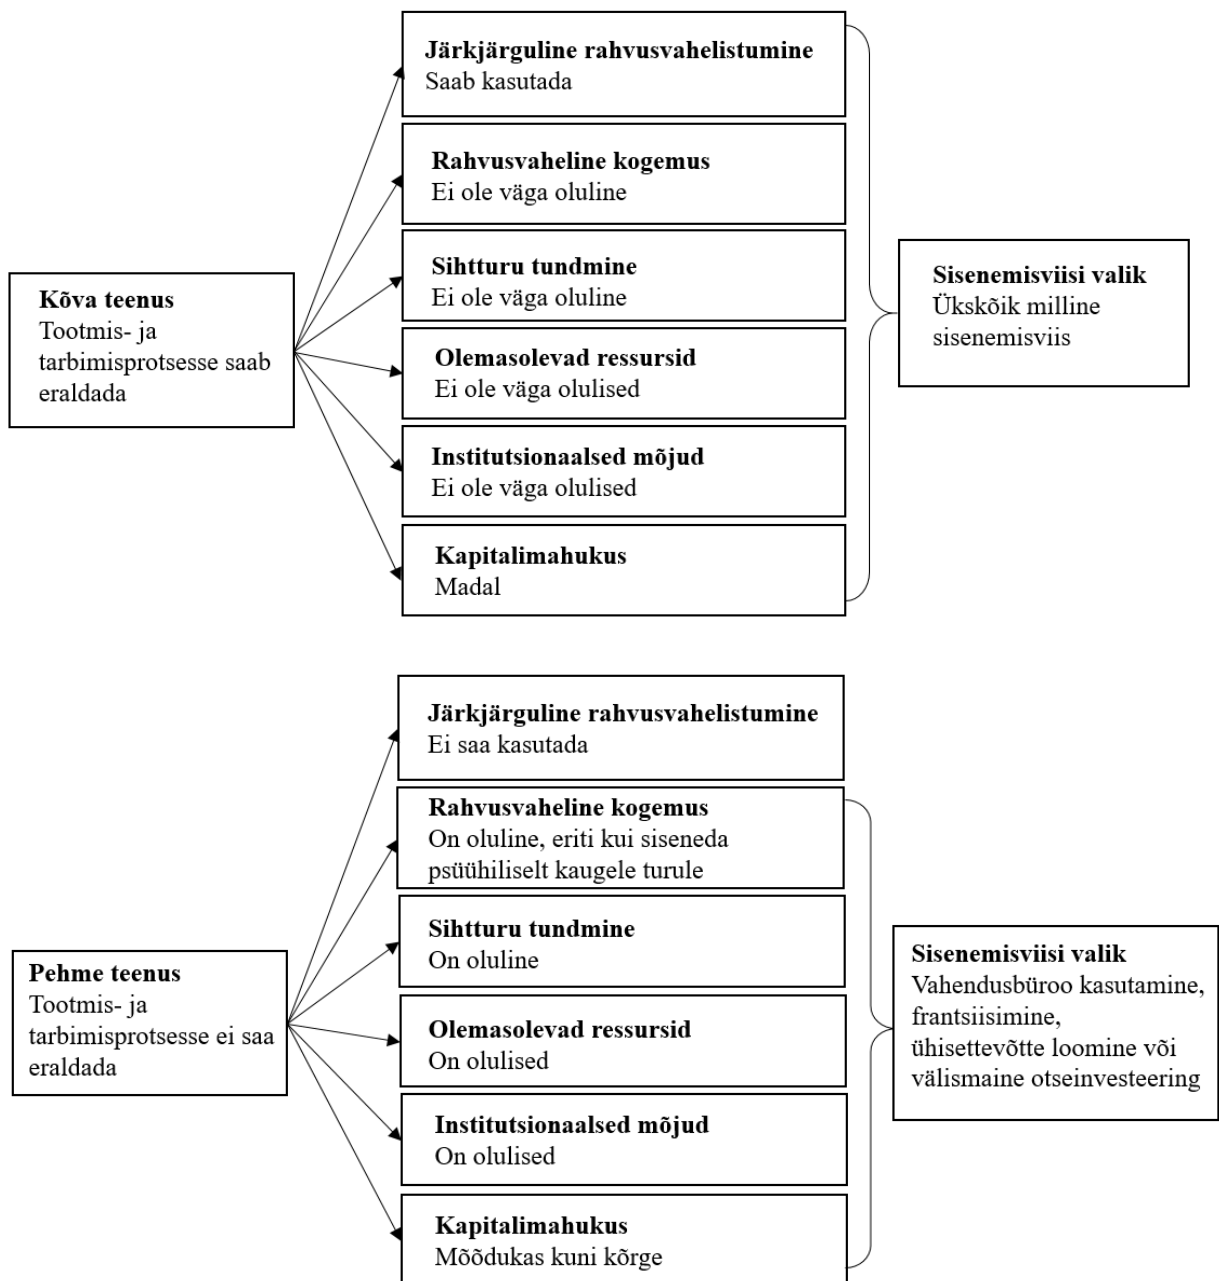 Järkjärguline rahvusvahelistumine
Saab kasutada
Rahvusvaheline kogemus
Ei ole väga oluline
Sihtturu tundmine
Ei ole väga oluline
Kõva teenus
Tootmis- ja
tarbimisprotsesse saab
eraldada
Olemasolevad ressursid
Ei ole väga olulised
Institutsionaalsed mõjud
Ei ole väga olulised
Kapitalimahukus
Madal
Sisenemisviisi valik
Ükskõik milline
sisenemisviis
Järkjärguline rahvusvahelistumine
Ei saa kasutada
Rahvusvaheline kogemus
On oluline, eriti kui siseneda
psüühiliselt kaugele turule
Sihtturu tundmine
On oluline
Pehme teenus
Tootmis- ja
tarbimisprotsesse ei saa
eraldada
Olemasolevad ressursid
On olulised
Institutsionaalsed mõjud
On olulised
Kapitalimahukus
Mõõdukas kuni kõrge
Sisenemisviisi valik
Vahendusbüroo kasutamine,
frantsiisimine,
ühisettevõtte loomine või
välismaine otseinvesteering